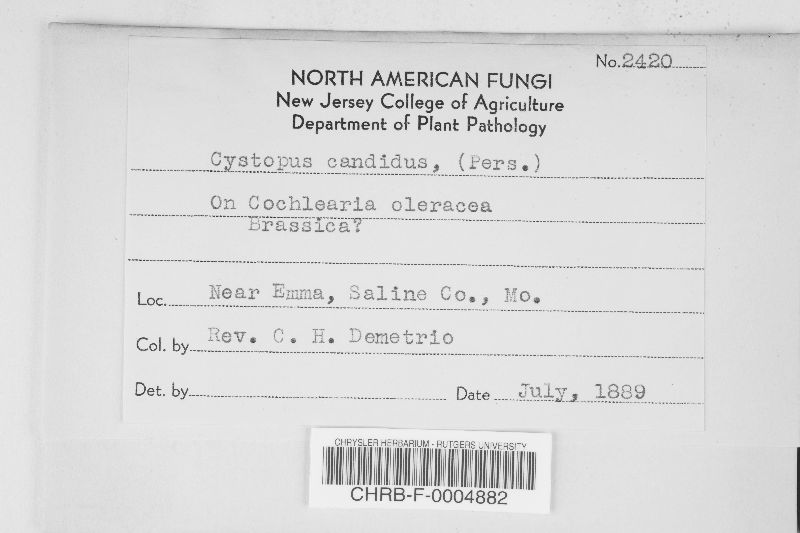 No. 2420
NORTH AMERICAN FUNGI
New Jersey College of Agriculture
Department of Plant Pathology
Cystopus candidus, (Pers.)
On Cochlearia oleracea
Brassica?
Loc. Near Emma, Saline Co., Mo.
Col. by Rev. C. H. Demetrio
Det. by
Date July, 1889
CHRYSLER HERBARIUM - RUTGERS UNIVERSITY
CHRB-F-0004882